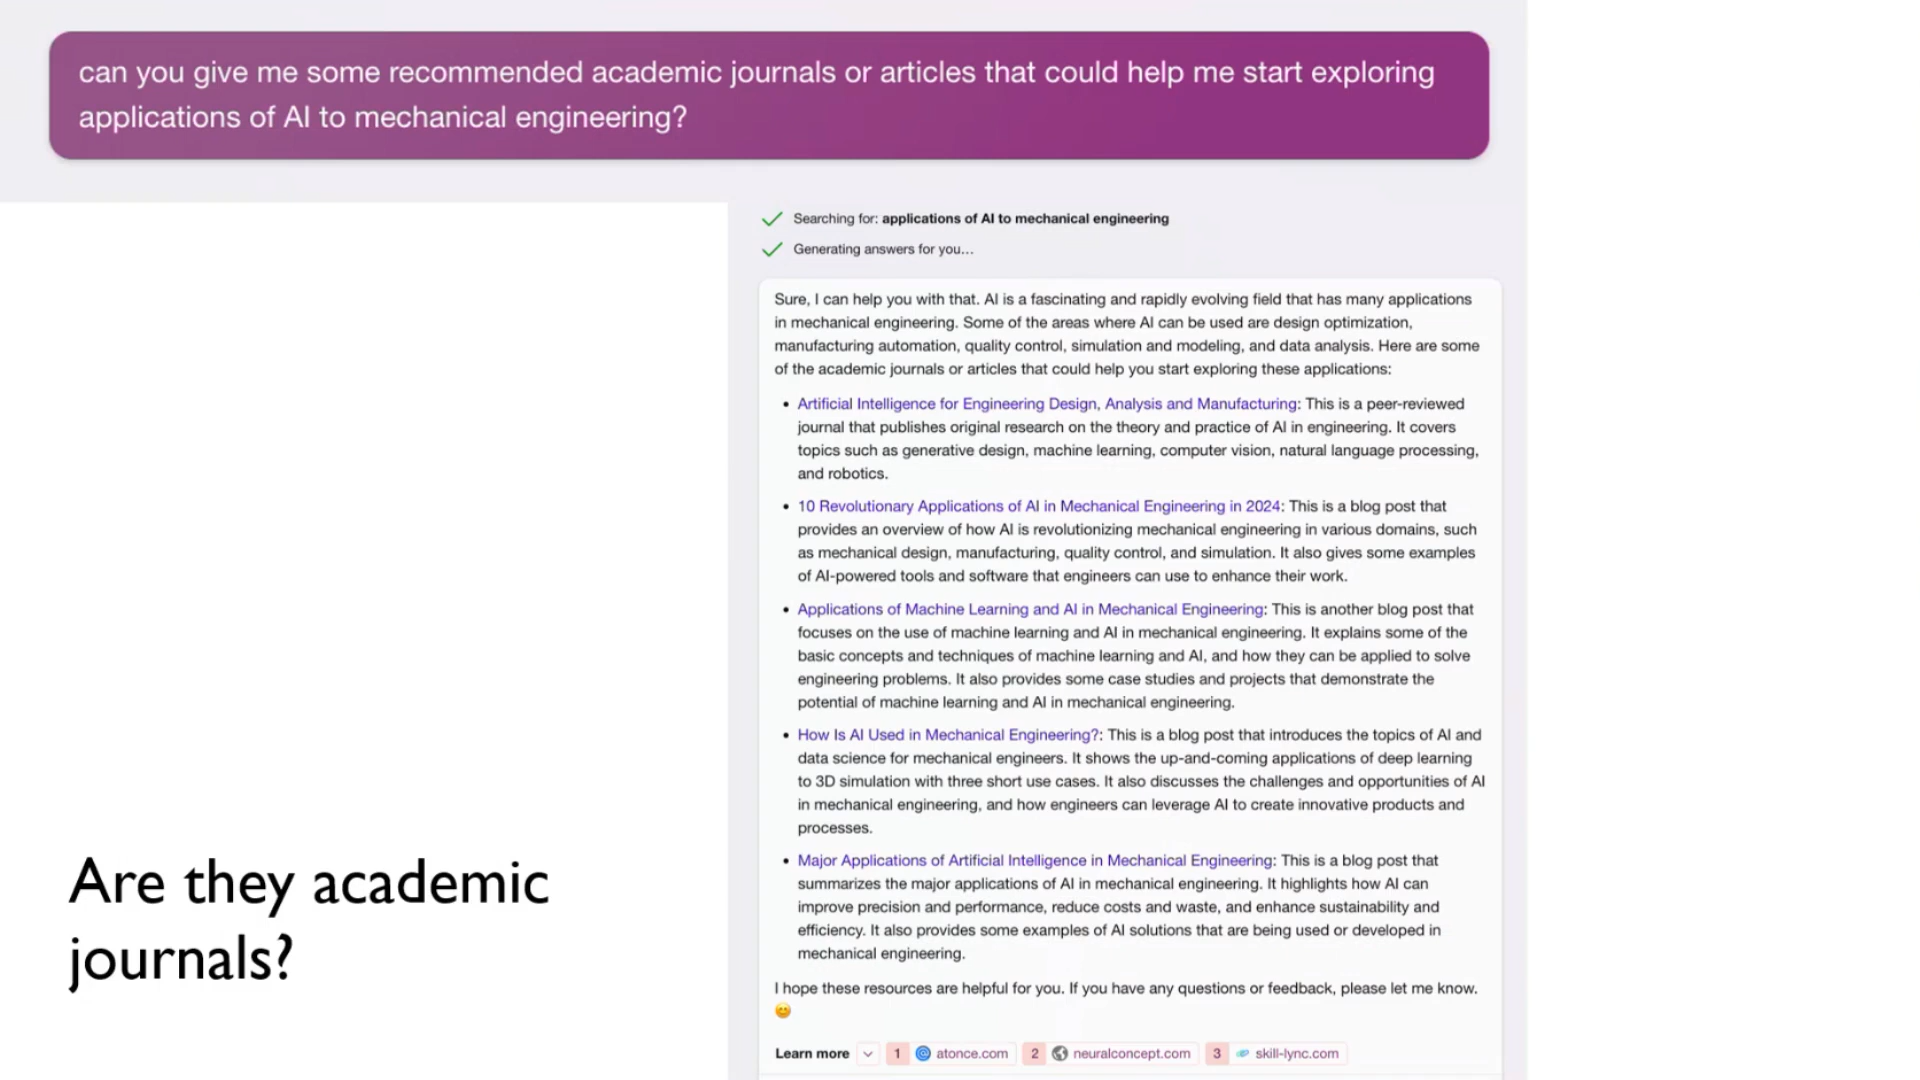 can you give me some recommended academic journals or articles that could help me start exploring
applications of AI to mechanical engineering?
Searching for: applications of AI to mechanical engineering
Generating answers for you…
Sure, I can help you with that. AI is a fascinating and rapidly evolving field that has many applications
in mechanical engineering. Some of the areas where AI can be used are design optimization,
manufacturing automation, quality control, simulation and modeling, and data analysis. Here are some
of the academic journals or articles that could help you start exploring these applications:
• Artificial Intelligence for Engineering Design, Analysis and Manufacturing: This is a peer-reviewed
journal that publishes original research on the theory and practice of AI in engineering. It covers
topics such as generative design, machine learning, computer vision, natural language processing,
and robotics.
• 10 Revolutionary Applications of AI in Mechanical Engineering in 2024: This is a blog post that
provides an overview of how AI is revolutionizing mechanical engineering in various domains, such
as mechanical design, manufacturing, quality control, and simulation. It also gives some examples
of AI-powered tools and software that engineers can use to enhance their work.
• Applications of Machine Learning and AI in Mechanical Engineering: This is another blog post that
focuses on the use of machine learning and AI in mechanical engineering. It explains some of the
basic concepts and techniques of machine learning and AI, and how they can be applied to solve
engineering problems. It also provides some case studies and projects that demonstrate the
potential of machine learning and AI in mechanical engineering.
• How Is AI Used in Mechanical Engineering?: This is a blog post that introduces the topics of AI and
data science for mechanical engineers. It shows the up-and-coming applications of deep learning
to 3D simulation with three short use cases. It also discusses the challenges and opportunities of AI
in mechanical engineering, and how engineers can leverage AI to create innovative products and
processes.
• Major Applications of Artificial Intelligence in Mechanical Engineering: This is a blog post that
summarizes the major applications of AI in mechanical engineering. It highlights how AI can
improve precision and performance, reduce costs and waste, and enhance sustainability and
efficiency. It also provides some examples of AI solutions that are being used or developed in
mechanical engineering.
I hope these resources are helpful for you. If you have any questions or feedback, please let me know.
😊
Learn more 1 atonce.com 2 neuralconcept.com 3 skill-lync.com
Are they academic
journals?